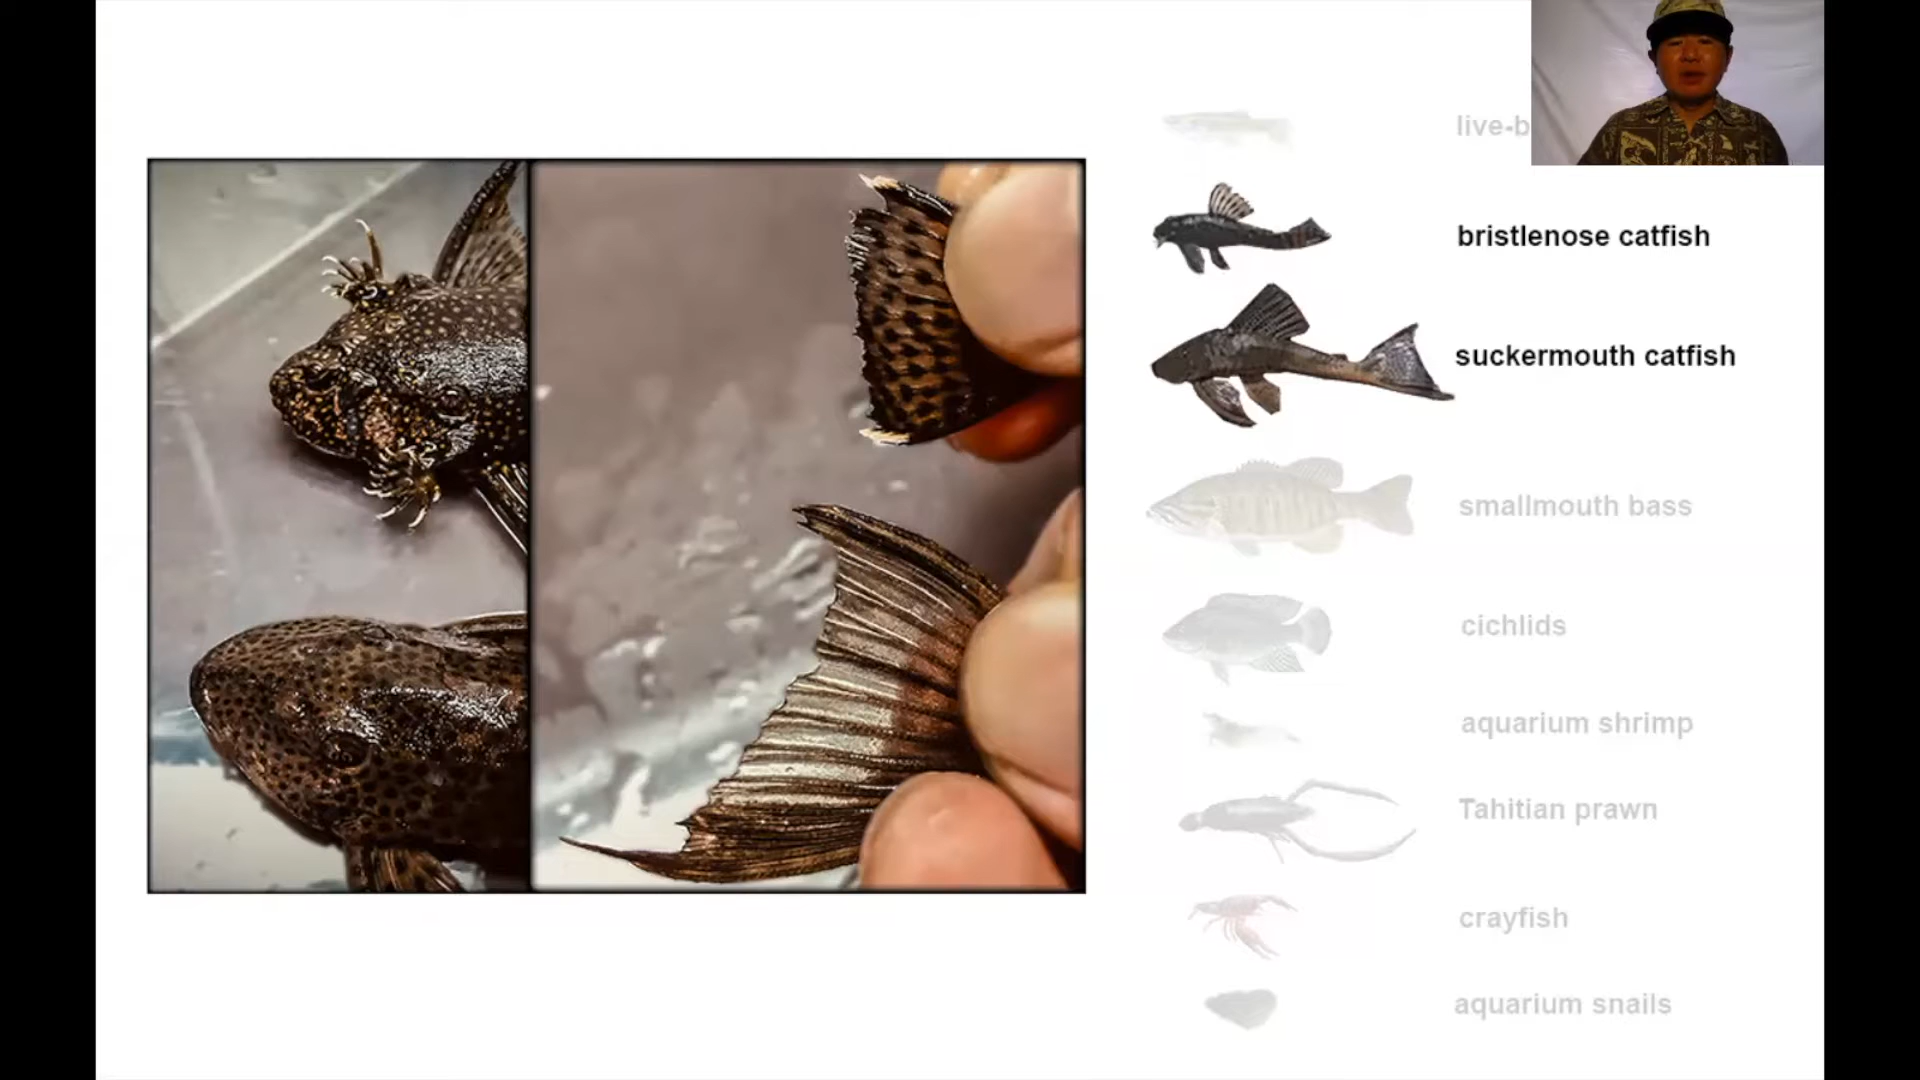 live-b
bristlenose catfish
suckermouth catfish
smallmouth bass
cichlids
aquarium shrimp
Tahitian prawn
crayfish
aquarium snails